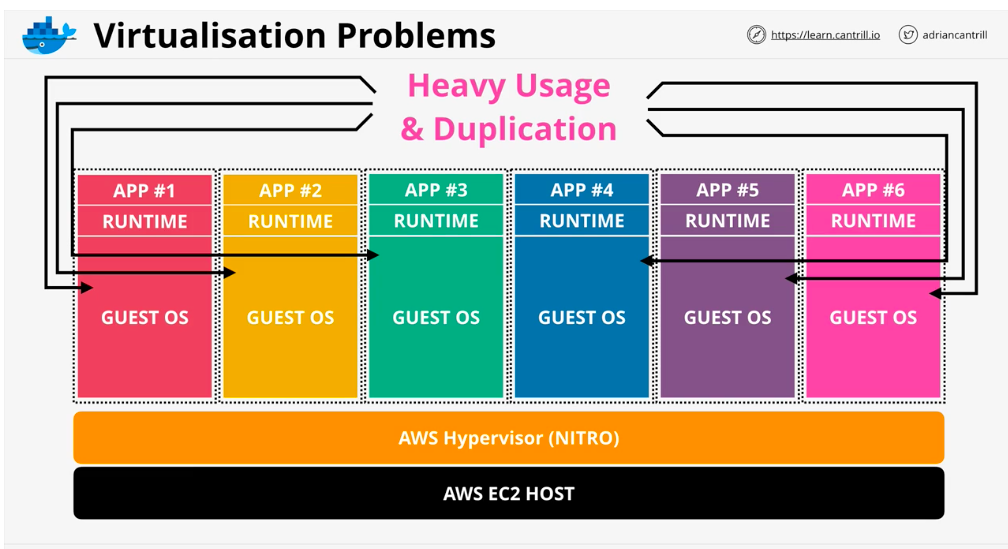 Virtualisation Problems
https://learn.cantrill.io
adriancantrill
Heavy Usage
& Duplication
APP #1
RUNTIME
GUEST OS
APP #2
RUNTIME
GUEST OS
APP #3
RUNTIME
GUEST OS
APP #4
RUNTIME
GUEST OS
APP #5
RUNTIME
GUEST OS
APP #6
RUNTIME
GUEST OS
AWS Hypervisor (NITRO)
AWS EC2 HOST